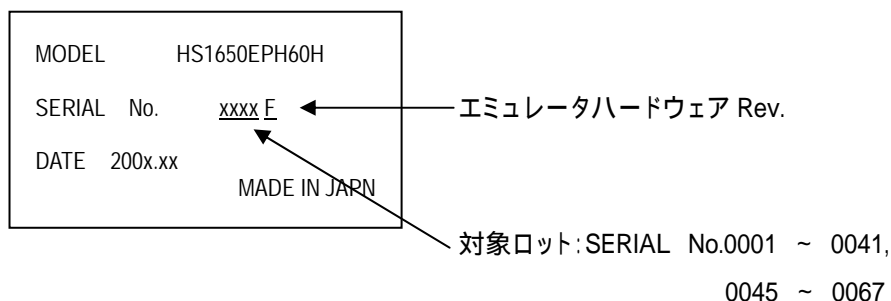 MODEL HS1650EPH60H
SERIAL No. xxxx F
エミュレータハードウェア Rev.
DATE 200x.xx
MADE IN JAPN
対象ロット:SERIAL No.0001 ~ 0041,
0045 ~ 0067